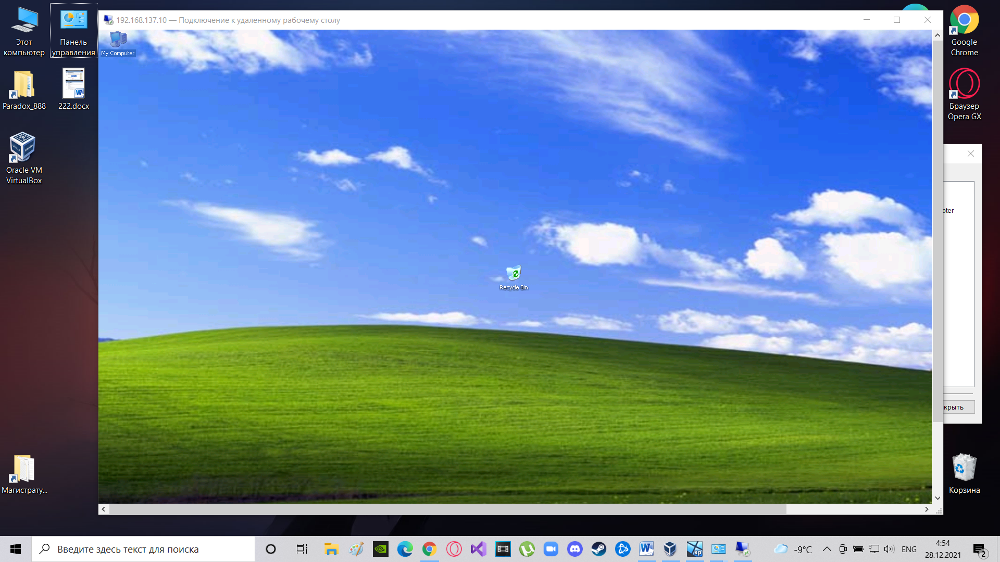 192.168.137.10 — Подключение к удаленному рабочему столу
Этот
компьютер
Панель
управления
My Computer
Google
Chrome
Paradox_888
222.docx
Браузер
Opera GX
Oracle VM
VirtualBox
oter
Recycle Bin
крыть
Магистрату...
Корзина
Введите здесь текст для поиска
-9°C
ENG
4:54
28.12.2021
2